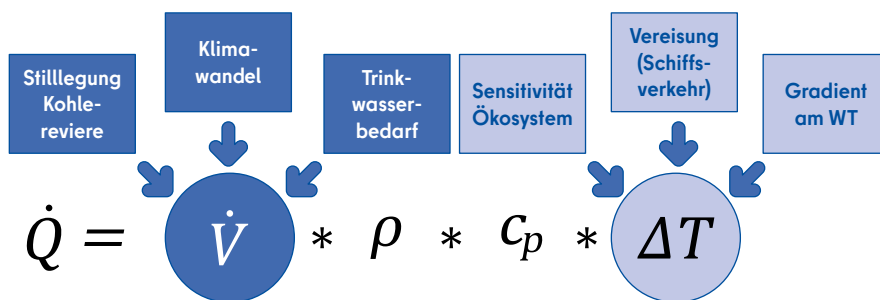 Stilllegung
Kohle-
reviere
Klima-
wandel
Trink-
wasser-
bedarf
Sensitivität
Ökosystem
Vereisung
(Schiffs-
verkehr)
Gradient
am WT
Q̇ = V̇ * ρ * cₚ * ΔT